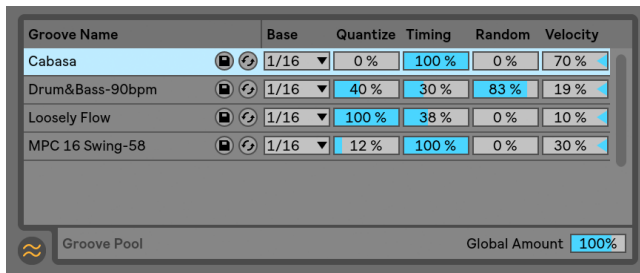 Groove Name Base Quantize Timing Random Velocity
Cabasa 1/16 0 % 100 % 0 % 70 %
Drum&Bass-90bpm 1/16 40 % 30 % 83 % 19 %
Loosely Flow 1/16 100 % 38 % 0 % 10 %
MPC 16 Swing-58 1/16 12 % 100 % 0 % 30 %
Groove Pool Global Amount 100%